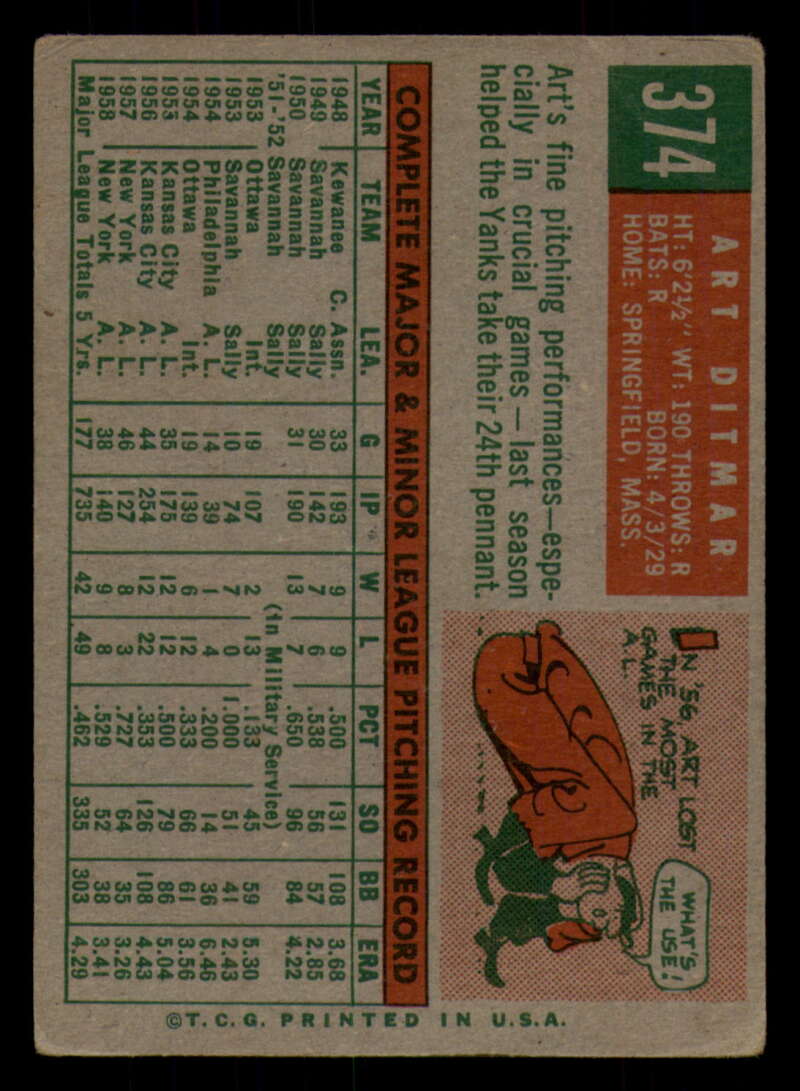 374
ART DITMAR
HT: 6'2½" WT: 190 THROWS: R
BATS: R BORN: 4/3/29
HOME: SPRINGFIELD, MASS.
Art's fine pitching performances—espe-
cially in crucial games—last season
helped the Yanks take their 24th pennant.
IN '56 ART LOST
THE MOST
GAMES IN THE
A.L.
WHAT'S
THE USE!
COMPLETE MAJOR & MINOR LEAGUE PITCHING RECORD
YEAR TEAM LEA. G IP W L PCT SO BB ERA
1948 Kewanee C. Assn. 33 193 9 9 .500 131 108 3.68
1949 Savannah Sally 30 142 7 6 .538 56 57 2.85
1950 Savannah Sally 31 190 13 7 .650 96 84 4.22
'51-'52 Savannah Sally (In Military Service)
1953 Ottawa Int. 19 107 2 13 .133 45 59 5.30
1953 Savannah Sally 10 74 7 0 1.000 51 41 2.43
1954 Philadelphia A. L. 14 39 1 4 .200 14 36 6.46
1954 Ottawa Int. 19 139 6 12 .333 66 61 3.56
1955 Kansas City A. L. 35 175 12 12 .500 79 86 5.04
1956 Kansas City A. L. 44 254 12 22 .353 126 108 4.43
1957 New York A. L. 46 127 8 3 .727 64 35 3.26
1958 New York A. L. 38 140 9 8 .529 52 38 3.41
Major League Totals 5 Yrs. 177 735 42 49 .462 335 303 4.29
©T.C.G. PRINTED IN U.S.A.